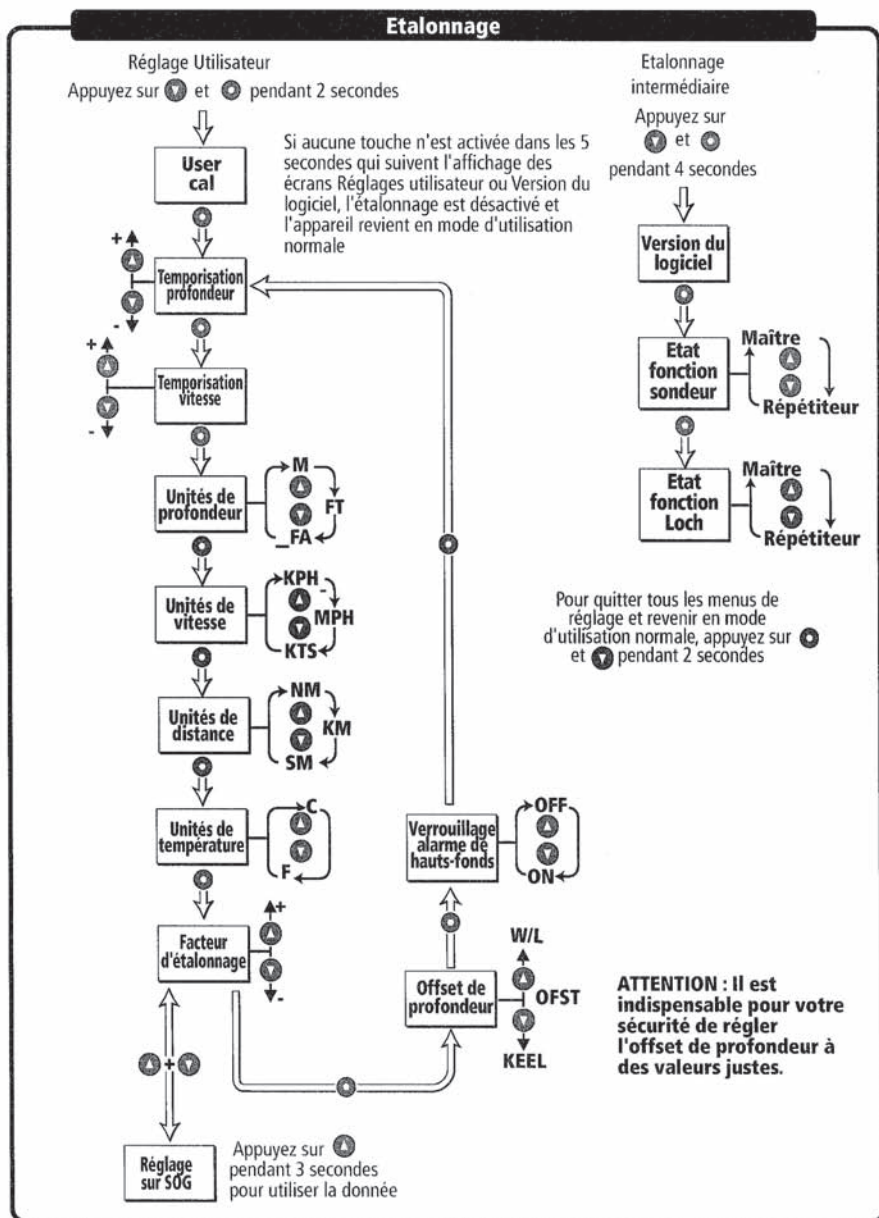 Etalonnage
Réglage Utilisateur
Appuyez sur et pendant 2 secondes
User
cal
Si aucune touche n'est activée dans les 5
secondes qui suivent l'affichage des
écrans Réglages utilisateur ou Version du
logiciel, l'étalonnage est désactivé et
l'appareil revient en mode d'utilisation
normale
+
Temporisation
profondeur
-
+
Temporisation
vitesse
-
Unités de
profondeur
M
FT
_FA
Unités de
vitesse
KPH
-
MPH
KTS
Unités de
distance
NM
KM
SM
Unités de
température
C
F
Facteur
d'étalonnage
+
-
+
Réglage
sur SOG
Appuyez sur
pendant 3 secondes
pour utiliser la donnée
Offset de
profondeur
W/L
OFST
KEEL
Verrouillage
alarme de
hauts-fonds
OFF
ON
Etalonnage
intermédiaire
Appuyez sur
et
pendant 4 secondes
Version du
logiciel
Etat
fonction
sondeur
Maître
Répétiteur
Etat
fonction
Loch
Maître
Répétiteur
Pour quitter tous les menus de
réglage et revenir en mode
d'utilisation normale, appuyez sur
et pendant 2 secondes
ATTENTION : Il est
indispensable pour votre
sécurité de régler
l'offset de profondeur à
des valeurs justes.